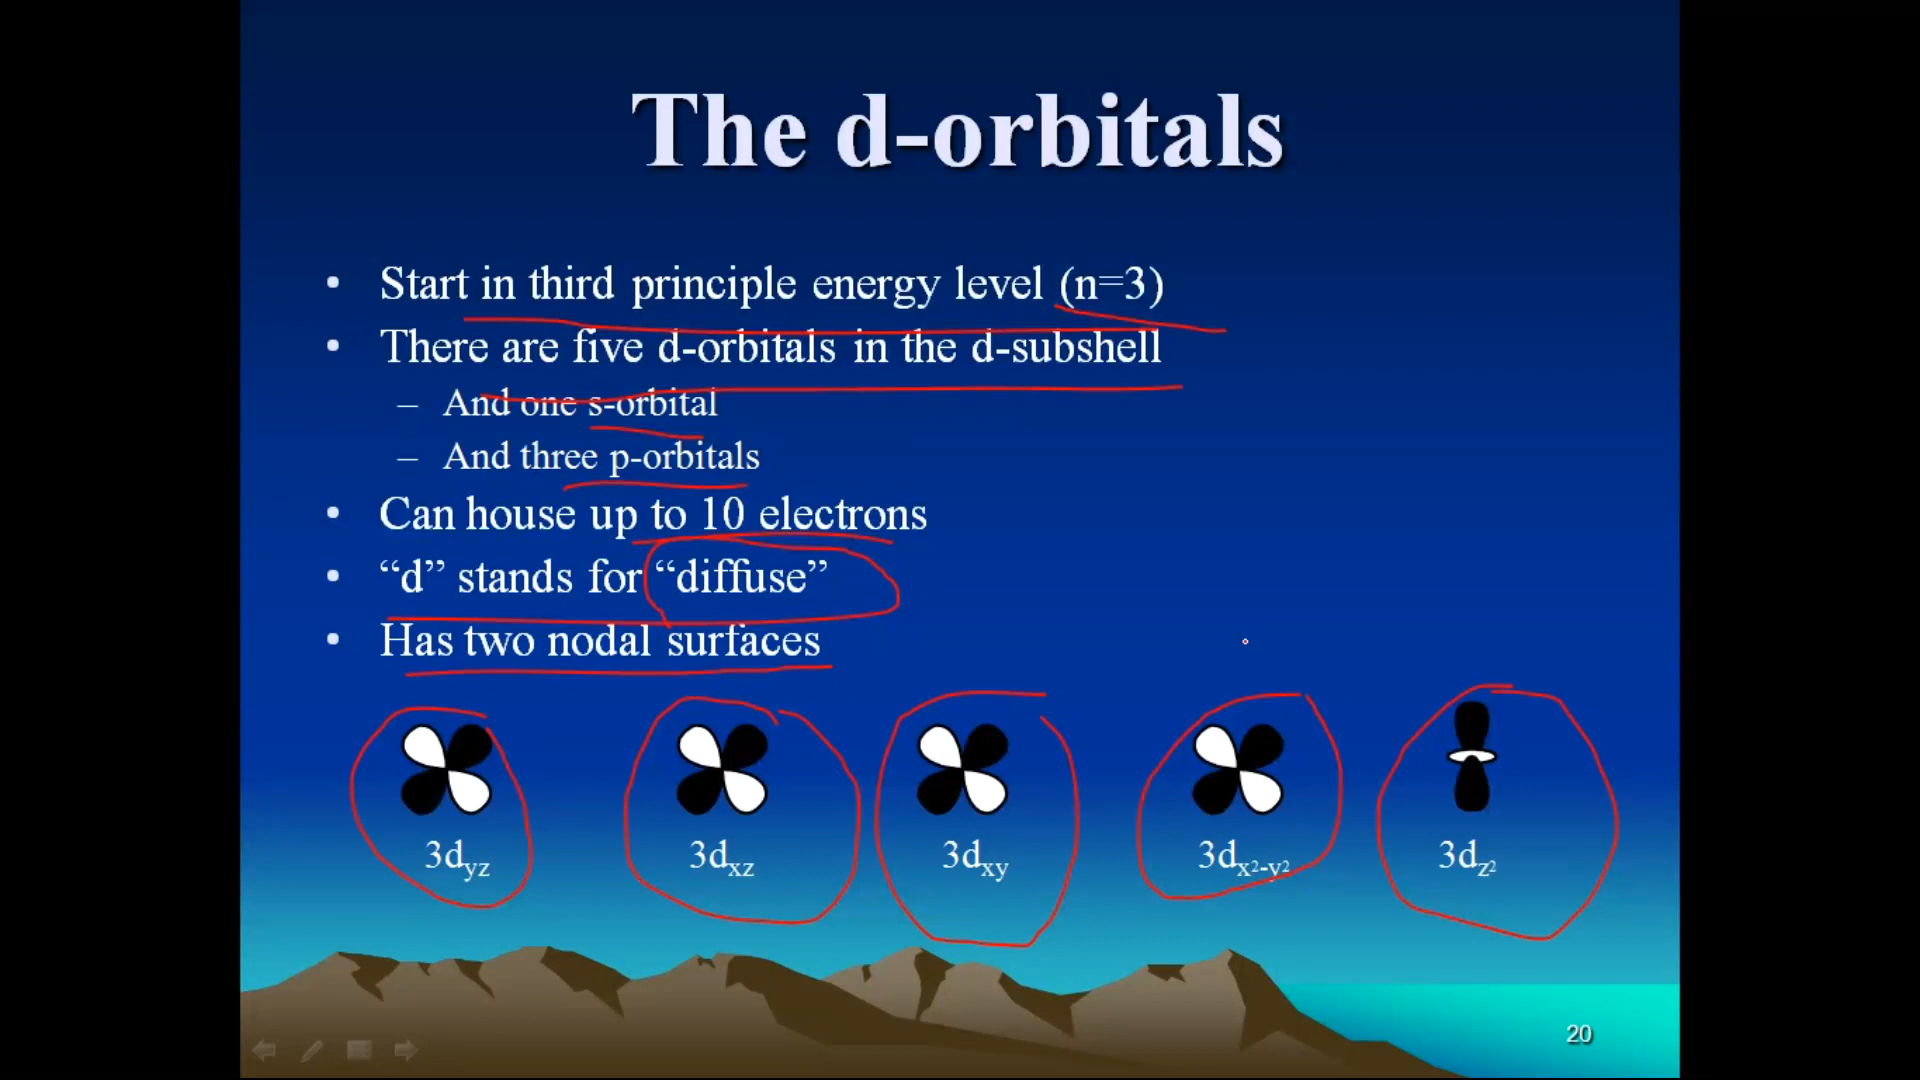 The d-orbitals
• Start in third principle energy level (n=3)
• There are five d-orbitals in the d-subshell
– And one s-orbital
– And three p-orbitals
• Can house up to 10 electrons
• “d” stands for “diffuse”
• Has two nodal surfaces
3dyz 3dxz 3dxy 3dx²-y² 3dz²
20